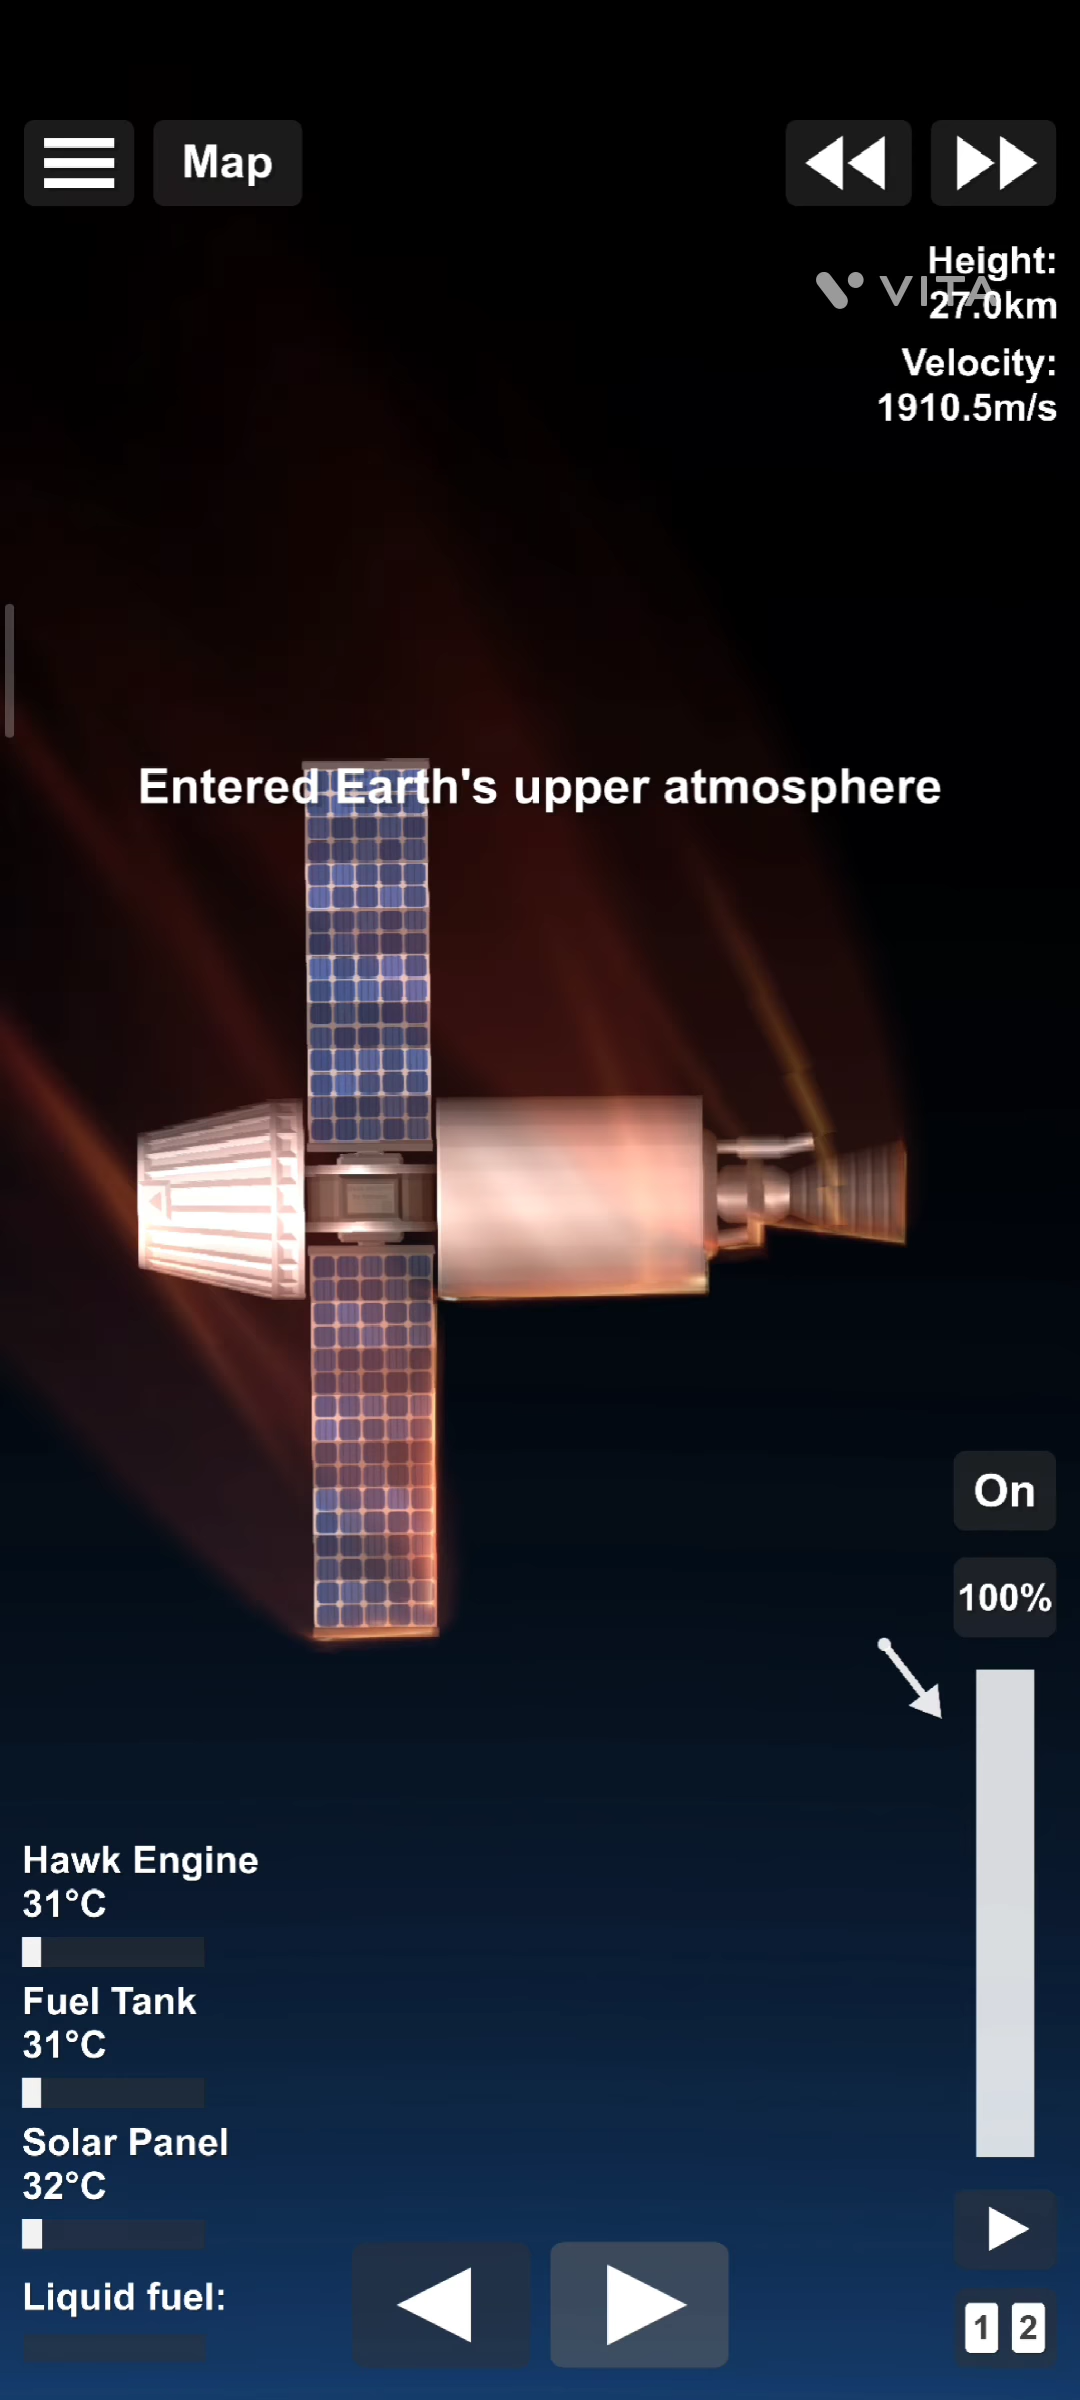 Map
Height:
VITA
27.0km
Velocity:
1910.5m/s
Entered Earth's upper atmosphere
On
100%
Hawk Engine
31°C
Fuel Tank
31°C
Solar Panel
32°C
Liquid fuel:
1 2